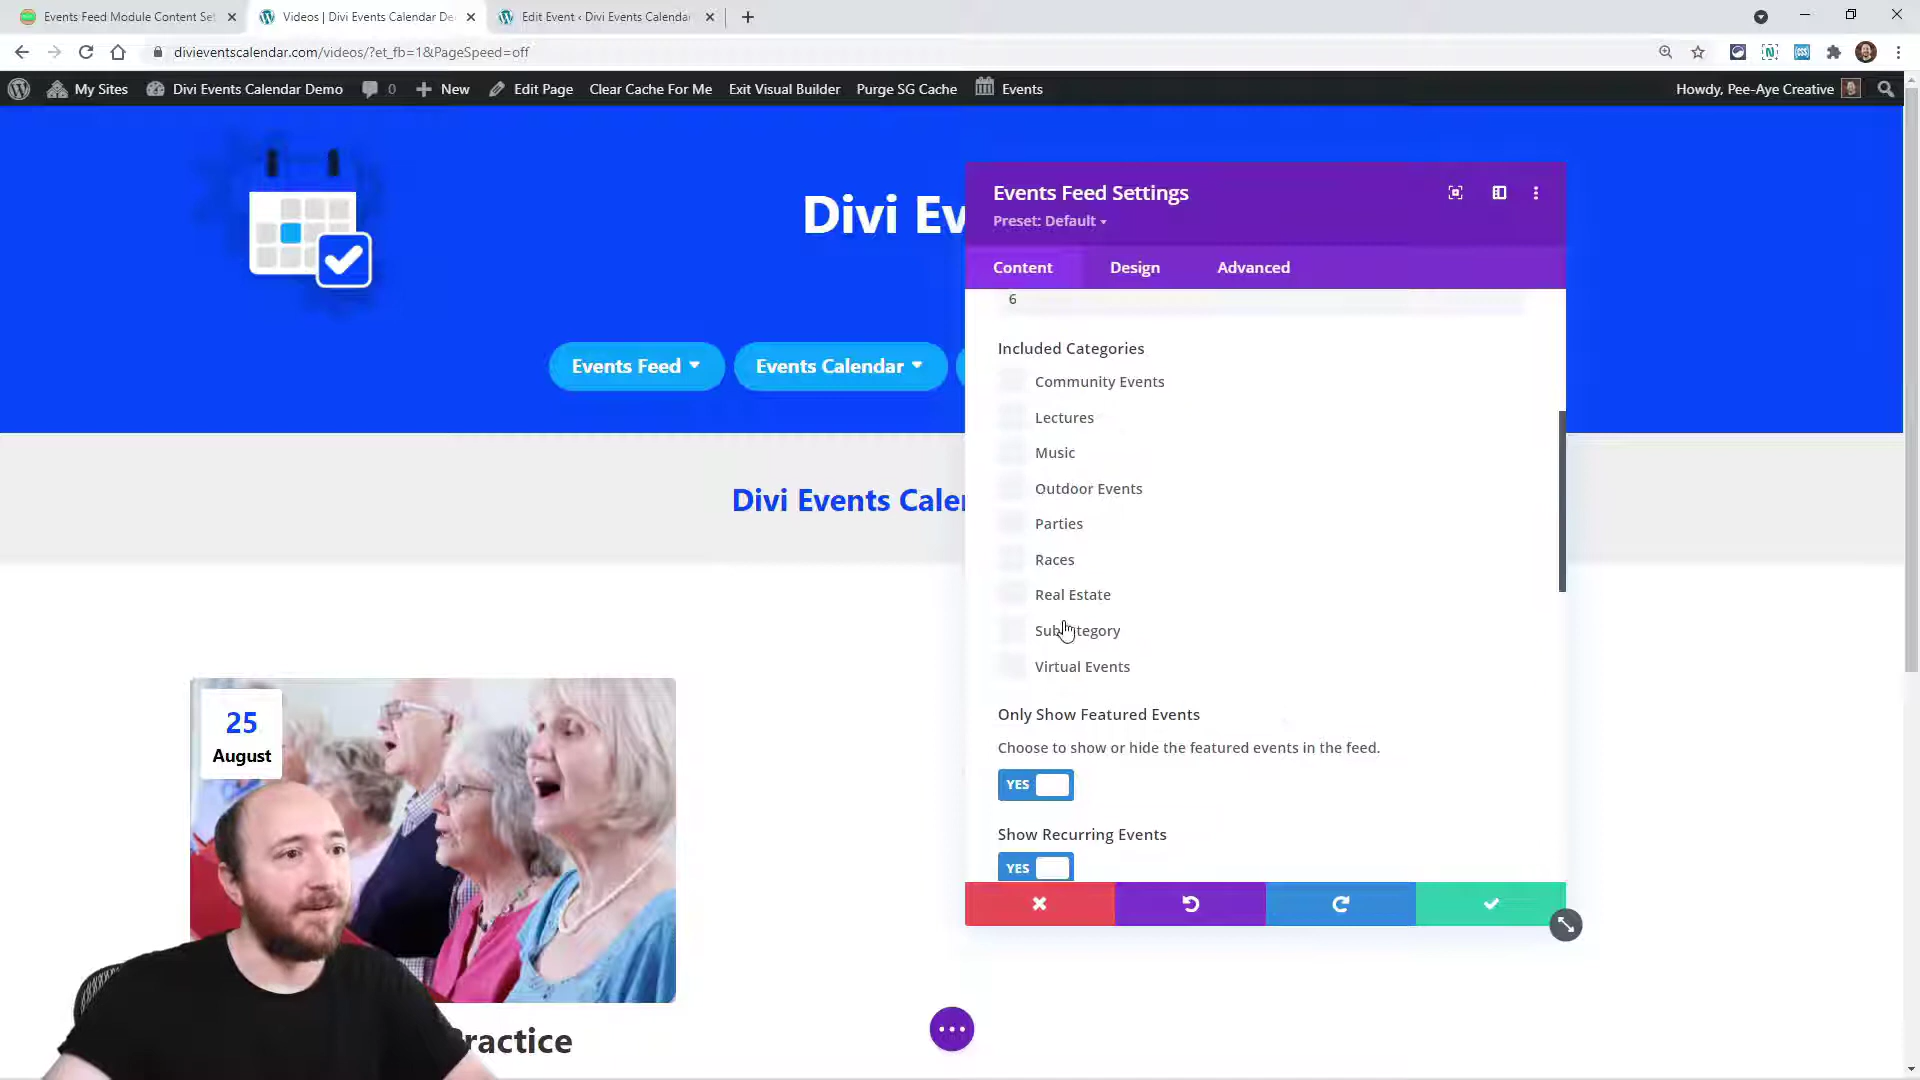 Events Feed Module Content Set
Videos | Divi Events Calendar De
Edit Event ‹ Divi Events Calendar
divieventscalendar.com/videos/?et_fb=1&PageSpeed=off
My Sites
Divi Events Calendar Demo
0
New
Edit Page
Clear Cache For Me
Exit Visual Builder
Purge SG Cache
Events
Howdy, Pee-Aye Creative
Divi Ev
Events Feed
Events Calendar
Divi Events Cale
25
August
ractice
Events Feed Settings
Preset: Default
Content
Design
Advanced
6
Included Categories
Community Events
Lectures
Music
Outdoor Events
Parties
Races
Real Estate
Virtual Events
Only Show Featured Events
Choose to show or hide the featured events in the feed.
YES
Show Recurring Events
YES